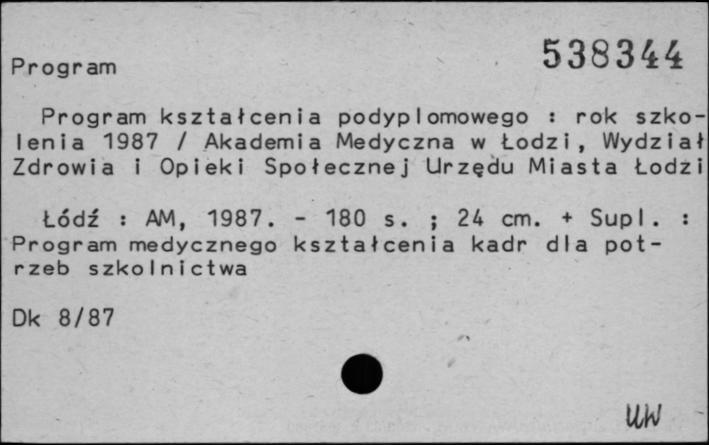 538344
Program
Program kształcenia podyplomowego : rok szko-
lenia 1987 / Akademia Medyczna w Łodzi, Wydział
Zdrowia i Opieki Społecznej Urzędu Miasta Łodzi
Łódź : AM, 1987. - 180 s. ; 24 cm. + Supl. :
Program medycznego kształcenia kadr dla pot-
rzeb szkolnictwa
Dk 8/87
UW